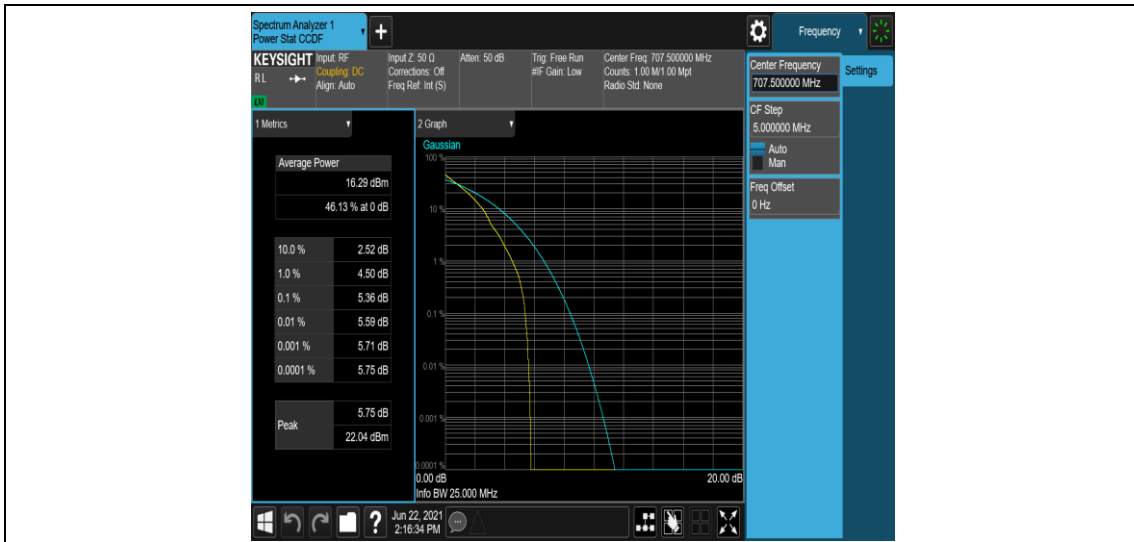 Spectrum Analyzer 1
Power Stat CCDF
+
Frequency
KEYSIGHT
RL
LXI
Input: RF
Coupling: DC
Align: Auto
Input Z: 50 Ω
Corrections: Off
Freq Ref: Int (S)
Atten: 50 dB
Trig: Free Run
#IF Gain: Low
Center Freq: 707.500000 MHz
Counts: 1.00 M/1.00 Mpt
Radio Std: None
Center Frequency
707.500000 MHz
Settings
CF Step
5.000000 MHz
Auto
Man
Freq Offset
0 Hz
1 Metrics
Average Power
16.29 dBm
46.13 % at 0 dB
10.0 % 2.52 dB
1.0 % 4.50 dB
0.1 % 5.36 dB
0.01 % 5.59 dB
0.001 % 5.71 dB
0.0001 % 5.75 dB
Peak
5.75 dB
22.04 dBm
2 Graph
Gaussian
100 %
10 %
1 %
0.1 %
0.01 %
0.001 %
0.0001 %
0.00 dB
20.00 dB
Info BW 25.000 MHz
?
Jun 22, 2021
2:16:34 PM